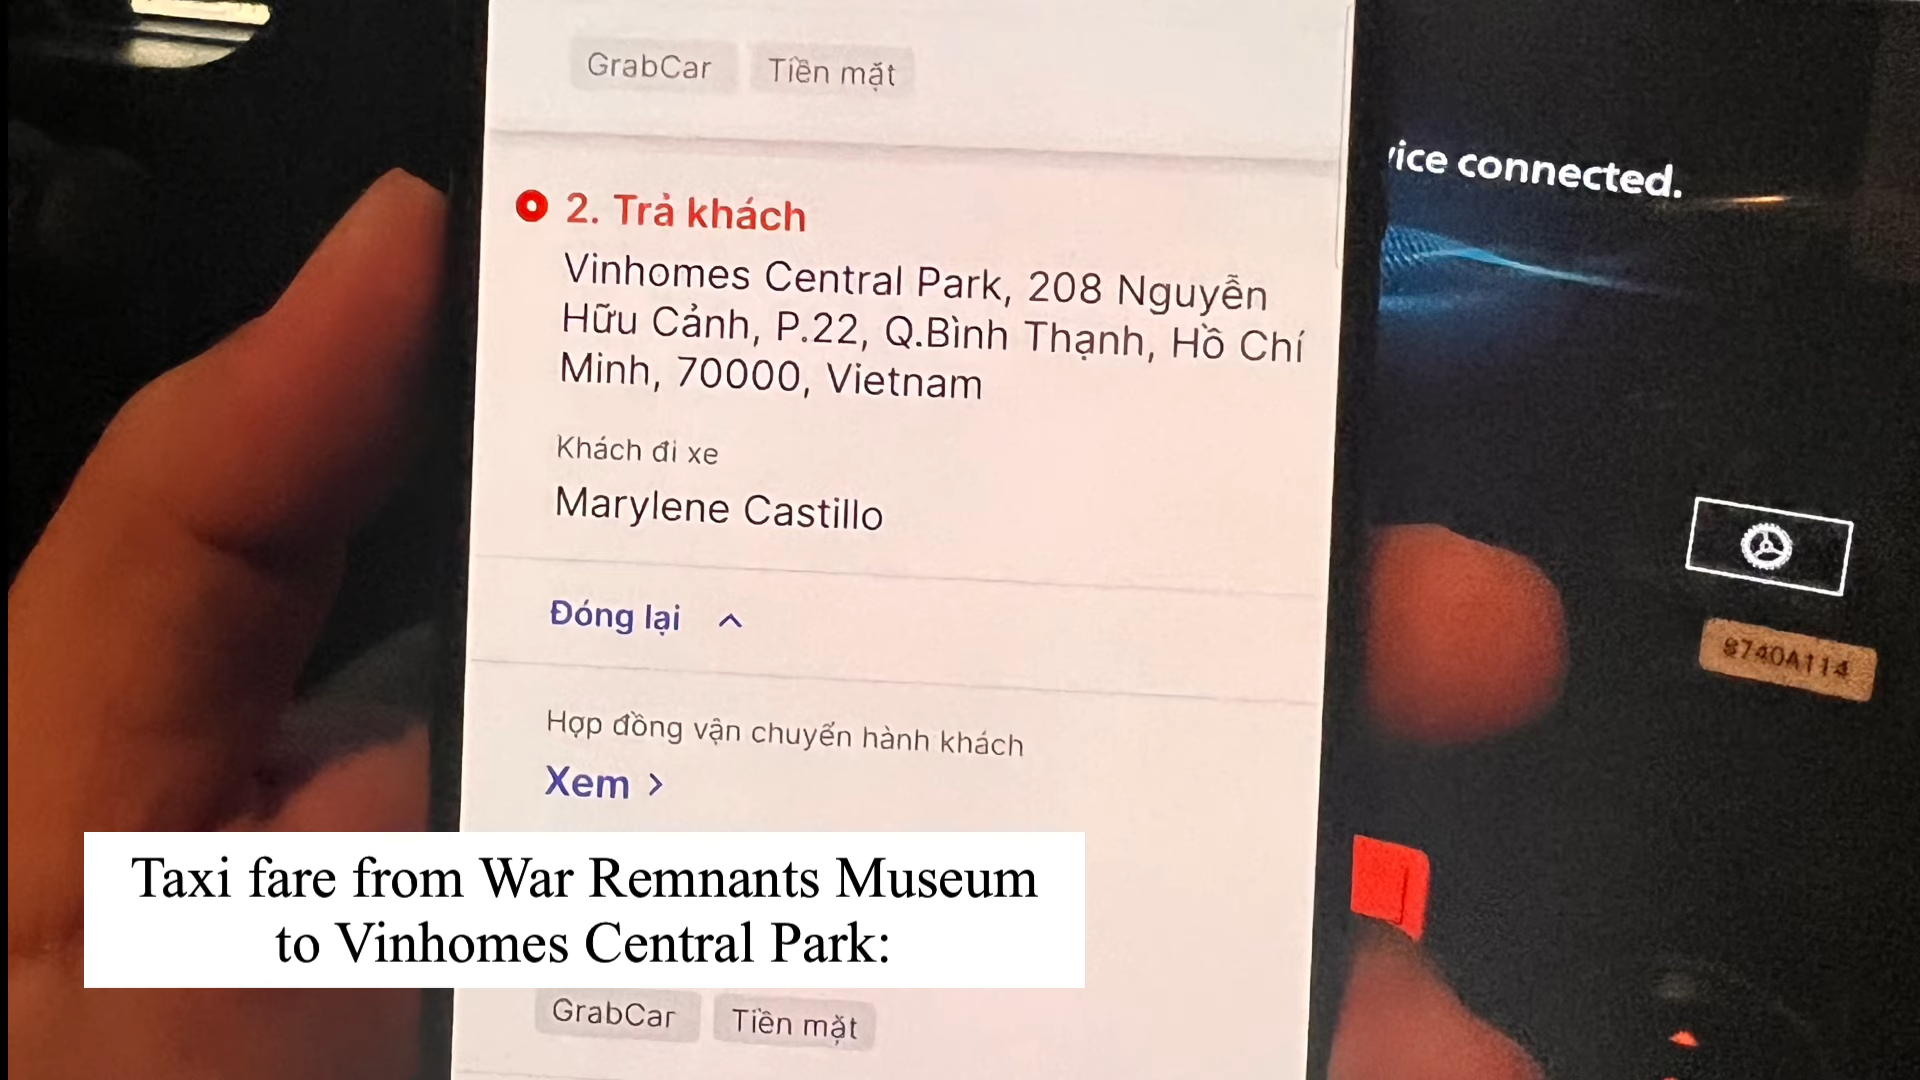 GrabCar Tiền mặt
vice connected.
2. Trả khách
Vinhomes Central Park, 208 Nguyễn
Hữu Cảnh, P.22, Q.Bình Thạnh, Hồ Chí
Minh, 70000, Vietnam
Khách đi xe
Marylene Castillo
Đóng lại
8740A114
Hợp đồng vận chuyển hành khách
Xem >
Taxi fare from War Remnants Museum
to Vinhomes Central Park:
GrabCar Tiền mặt